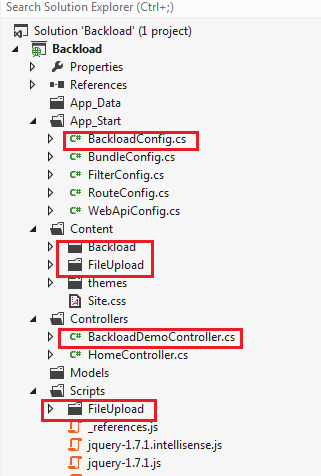 Search Solution Explorer (Ctrl+;)
Solution 'Backload' (1 project)
Backload
Properties
References
App_Data
App_Start
BackloadConfig.cs
BundleConfig.cs
FilterConfig.cs
RouteConfig.cs
WebApiConfig.cs
Content
Backload
FileUpload
themes
Site.css
Controllers
BackloadDemoController.cs
HomeController.cs
Models
Scripts
FileUpload
_references.js
jquery-1.7.1.intellisense.js
jquery-1.7.1.js